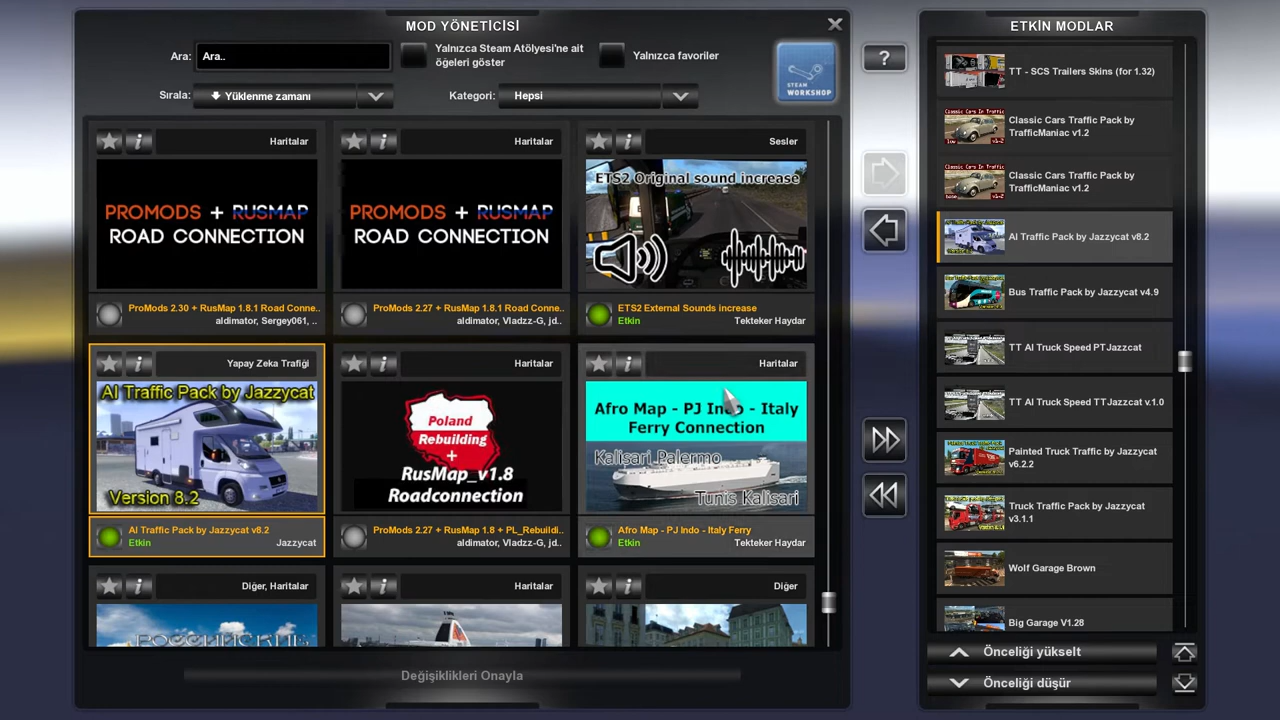 MOD YÖNETİCİSİ
Ara:
Ara..
Yalnızca Steam Atölyesi'ne ait
öğeleri göster
Yalnızca favoriler
STEAM
WORKSHOP
Sırala:
Yüklenme zamanı
Kategori:
Hepsi
Haritalar
PROMODS + RUSMAP
ROAD CONNECTION
ProMods 2.30 + RusMap 1.8.1 Road Conne..
aldimator, Sergey061, ..
Haritalar
PROMODS + RUSMAP
ROAD CONNECTION
ProMods 2.27 + RusMap 1.8.1 Road Conne..
aldimator, Vladzz-G, jd..
Sesler
ETS2 Original sound increase
ETS2 External Sounds increase
Etkin
Tekteker Haydar
Yapay Zeka Trafiği
AI Traffic Pack by Jazzycat
Version 8.2
AI Traffic Pack by Jazzycat v8.2
Etkin
Jazzycat
Haritalar
Poland
Rebuilding
+
RusMap_v1.8
Roadconnection
ProMods 2.27 + RusMap 1.8 + PL_Rebuildi..
aldimator, Vladzz-G, jd..
Haritalar
Afro Map - PJ Indo - Italy
Ferry Connection
Kalisari Palermo
Tunis Kalisari
Afro Map - PJ Indo - Italy Ferry
Etkin
Tekteker Haydar
Diğer, Haritalar
Haritalar
Diğer
Değişiklikleri Onayla
?
ETKİN MODLAR
TT - SCS Trailers Skins (for 1.32)
Classic Cars Traffic Pack by
TrafficManiac v1.2
Classic Cars Traffic Pack by
TrafficManiac v1.2
AI Traffic Pack by Jazzycat v8.2
Bus Traffic Pack by Jazzycat v4.9
TT AI Truck Speed PTJazzcat
TT AI Truck Speed TTJazzcat v.1.0
Painted Truck Traffic by Jazzycat
v6.2.2
Truck Traffic Pack by Jazzycat
v3.1.1
Wolf Garage Brown
Big Garage V1.28
Önceliği yükselt
Önceliği düşür